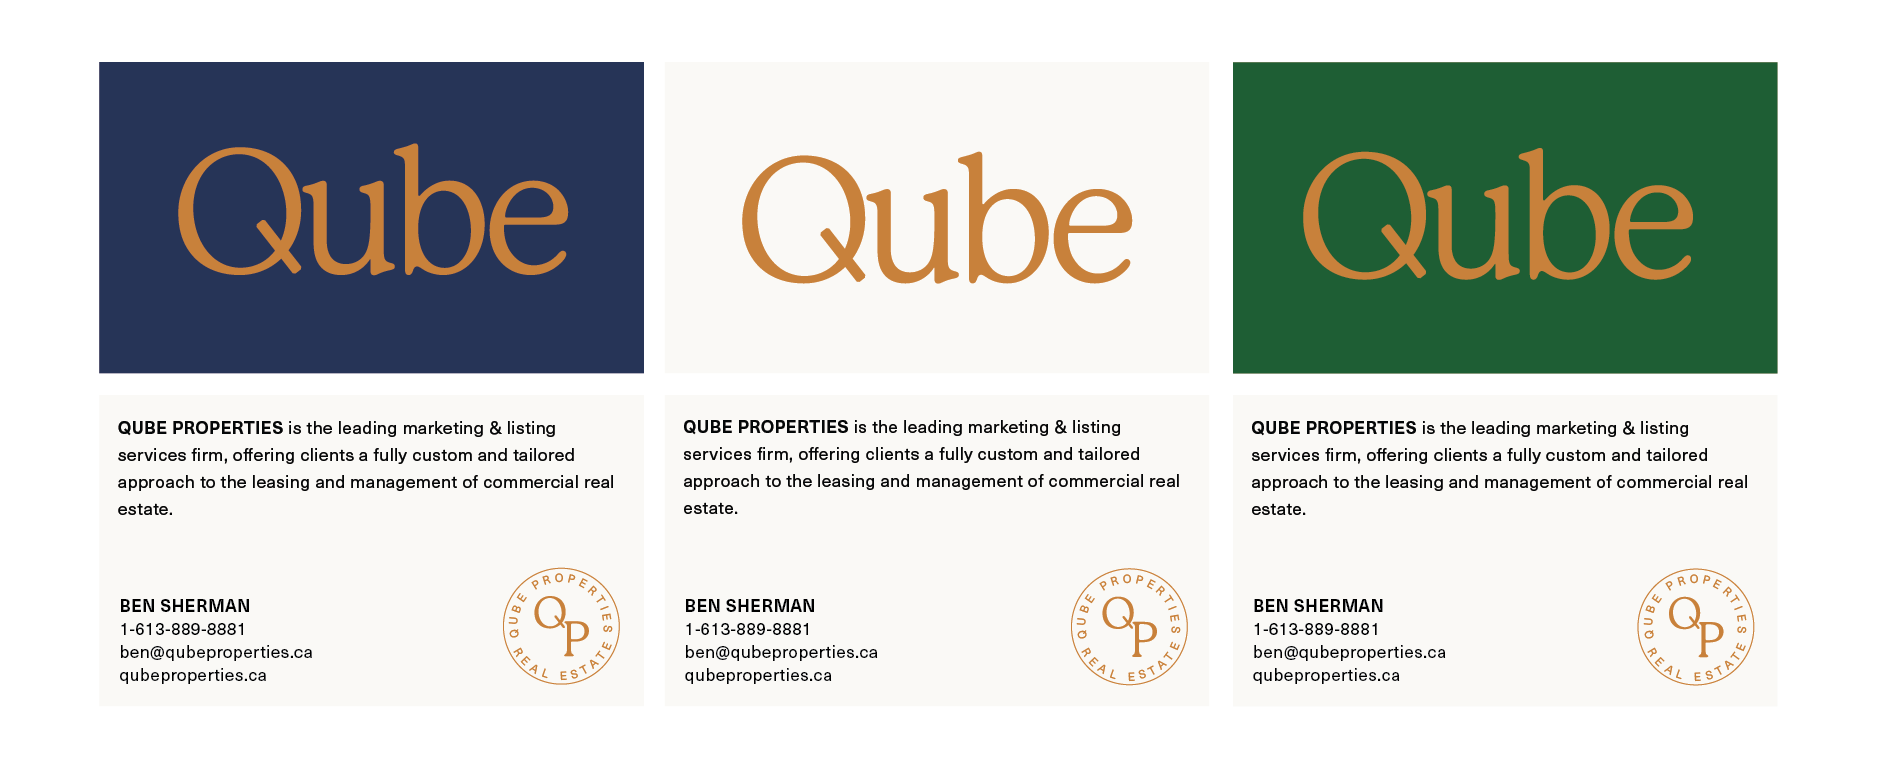 Qube
Qube
Qube
QUBE PROPERTIES is the leading marketing & listing
services firm, offering clients a fully custom and tailored
approach to the leasing and management of commercial real
estate.
BEN SHERMAN
1-613-889-8881
ben@qubeproperties.ca
qubeproperties.ca
QUBE PROPERTIES
QP
REAL ESTATE
QUBE PROPERTIES is the leading marketing & listing
services firm, offering clients a fully custom and tailored
approach to the leasing and management of commercial real
estate.
BEN SHERMAN
1-613-889-8881
ben@qubeproperties.ca
qubeproperties.ca
QUBE PROPERTIES
QP
REAL ESTATE
QUBE PROPERTIES is the leading marketing & listing
services firm, offering clients a fully custom and tailored
approach to the leasing and management of commercial real
estate.
BEN SHERMAN
1-613-889-8881
ben@qubeproperties.ca
qubeproperties.ca
QUBE PROPERTIES
QP
REAL ESTATE